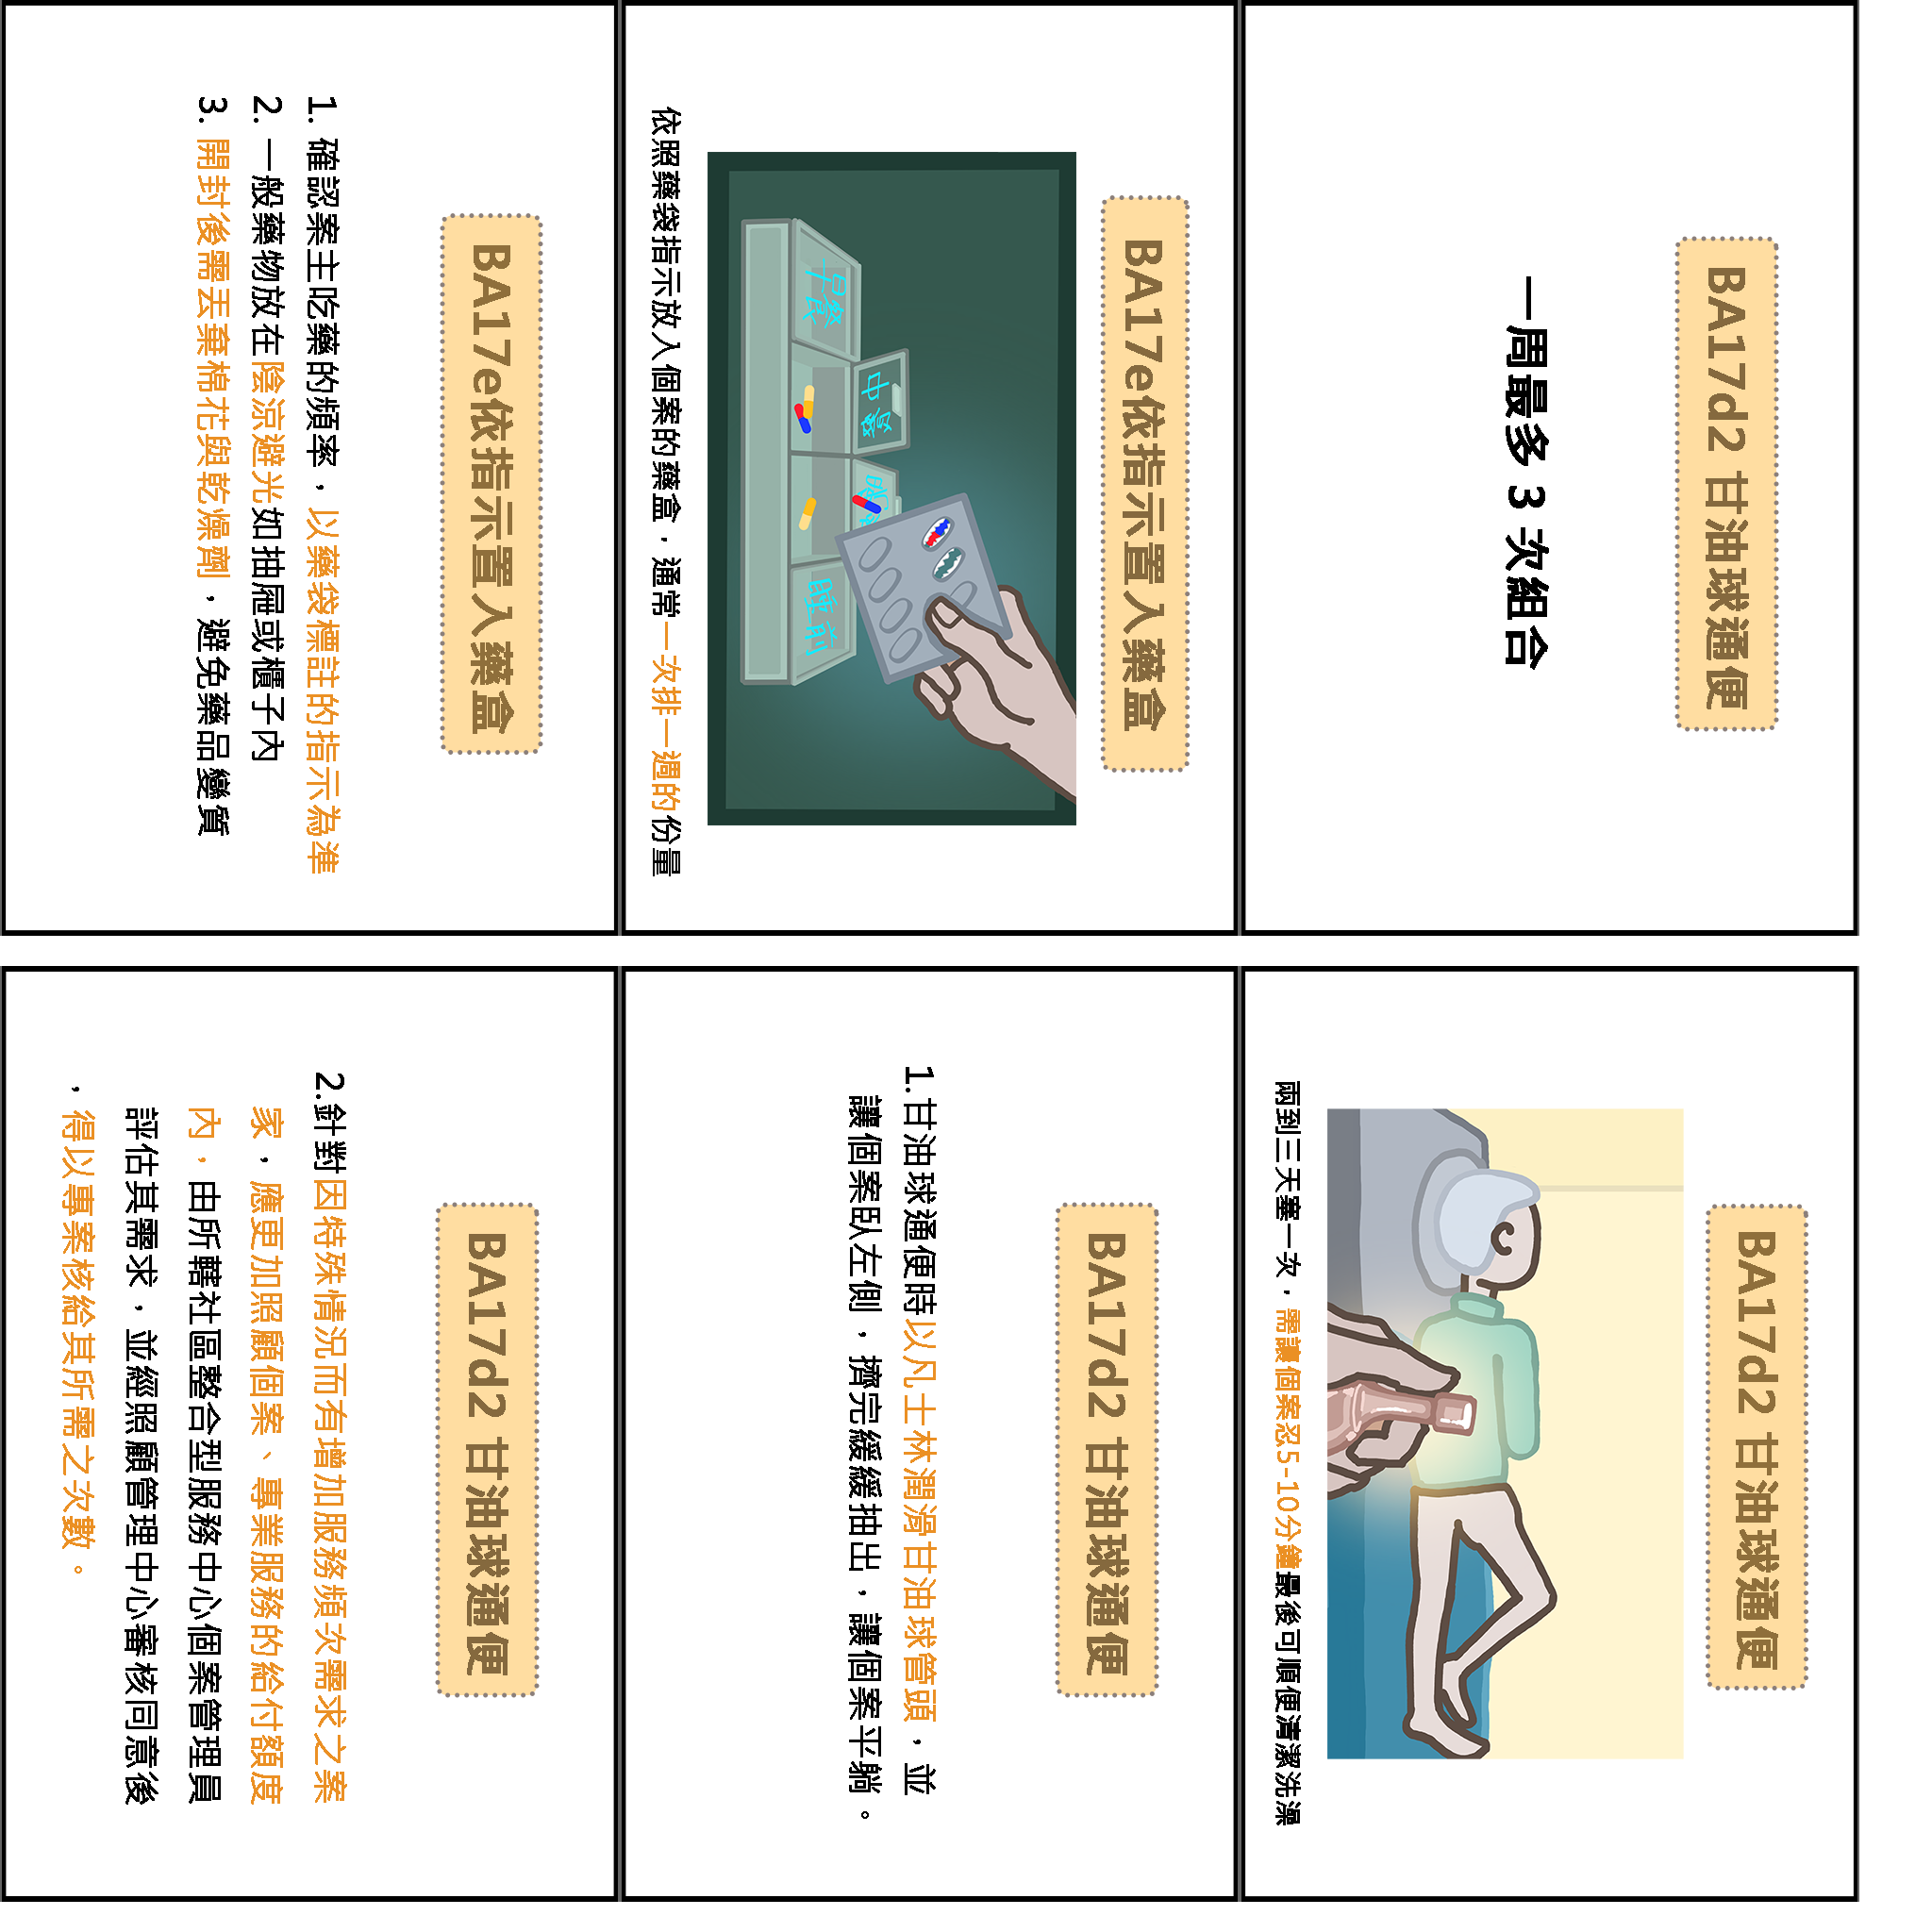 BA17d2 甘油球通便
一周最多 3 次組合
BA17d2 甘油球通便
兩到三天塞一次，需讓個案忍5-10分鐘最後可順便清潔洗澡
BA17e依指示置入藥盒
早餐
中餐
睡前
依照藥袋指示放入個案的藥盒，通常一次排一週的份量
BA17d2 甘油球通便
1.甘油球通便時以凡士林潤滑甘油球管頭，並
讓個案臥左側，擠完緩緩抽出，讓個案平躺。
BA17e依指示置入藥盒
1. 確認案主吃藥的頻率，以藥袋標註的指示為準
2. 一般藥物放在陰涼避光如抽屜或櫃子內
3. 開封後需丟棄棉花與乾燥劑，避免藥品變質
BA17d2 甘油球通便
2.針對因特殊情況而有增加服務頻次需求之案
家，應更加照顧個案、專業服務的給付額度
內，由所轄社區整合型服務中心個案管理員
評估其需求，並經照顧管理中心審核同意後
，得以專案核給其所需之次數。